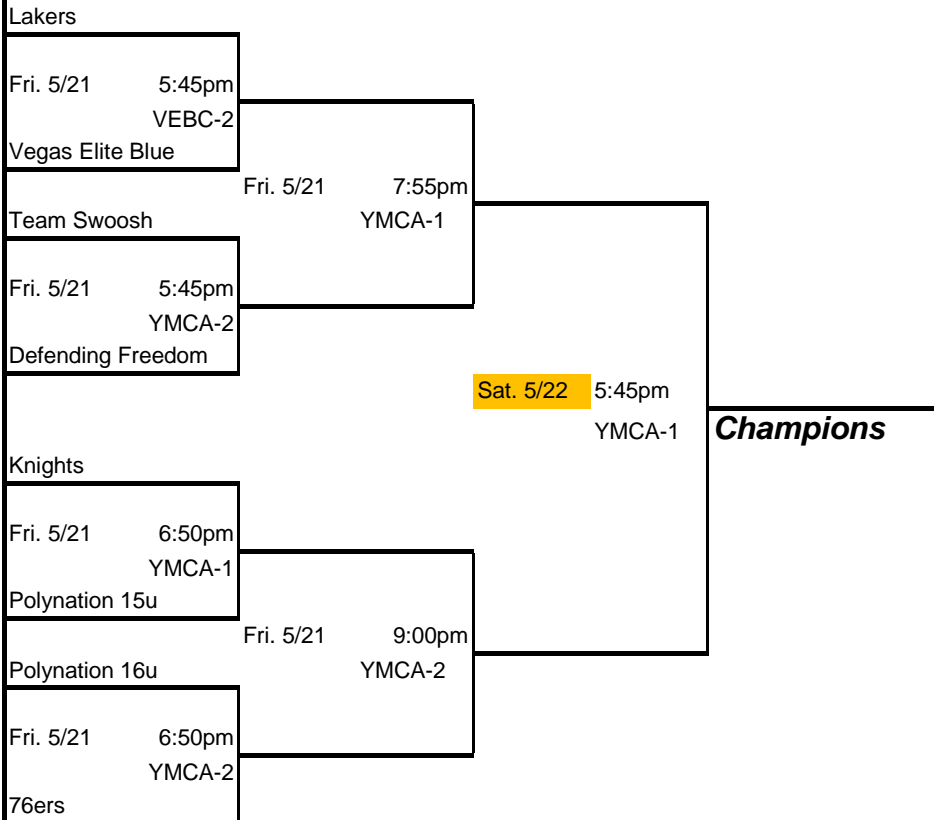 Lakers
Fri. 5/21 5:45pm
VEBC-2
Vegas Elite Blue
Fri. 5/21 7:55pm
Team Swoosh YMCA-1
Fri. 5/21 5:45pm
YMCA-2
Defending Freedom
Sat. 5/22 5:45pm
YMCA-1 Champions
Knights
Fri. 5/21 6:50pm
YMCA-1
Polynation 15u
Fri. 5/21 9:00pm
Polynation 16u YMCA-2
Fri. 5/21 6:50pm
YMCA-2
76ers